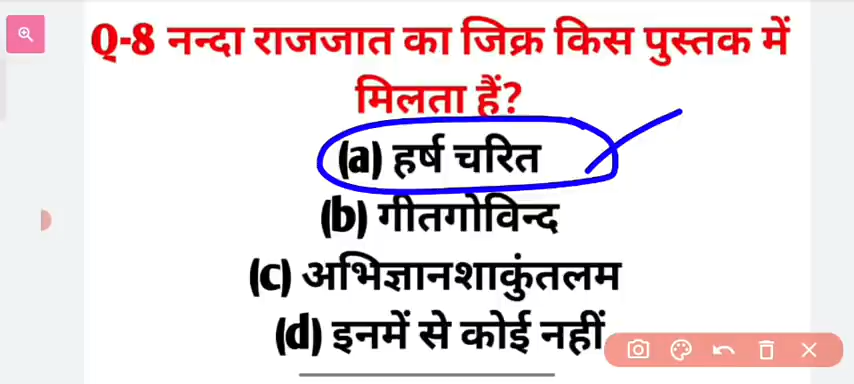 Q-8 नन्दा राजजात का जिक्र किस पुस्तक में
मिलता हैं?
(a) हर्ष चरित
(b) गीतगोविन्द
(c) अभिज्ञानशाकुंतलम
(d) इनमें से कोई नहीं